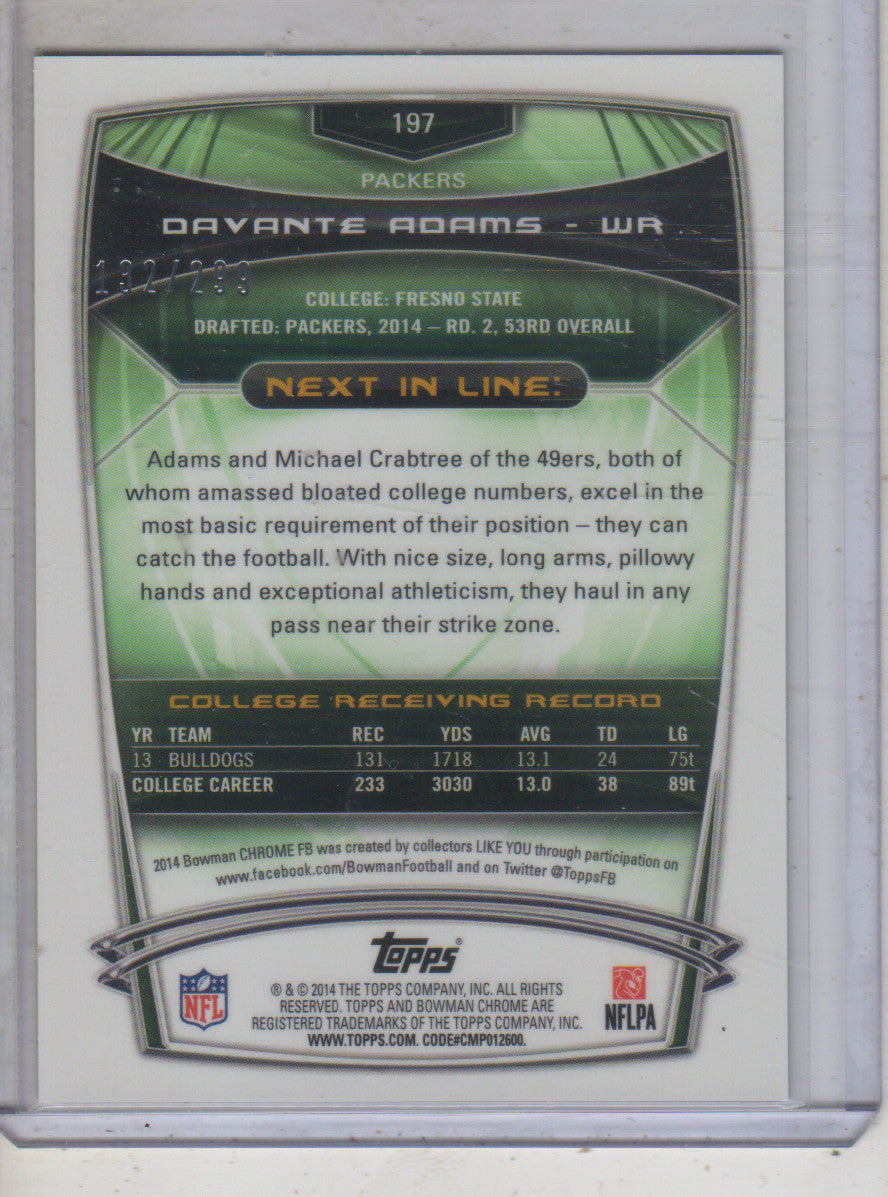 197
PACKERS
DAVANTE ADAMS - WR
132/299
COLLEGE: FRESNO STATE
DRAFTED: PACKERS, 2014 – RD. 2, 53RD OVERALL
NEXT IN LINE:
Adams and Michael Crabtree of the 49ers, both of
whom amassed bloated college numbers, excel in the
most basic requirement of their position – they can
catch the football. With nice size, long arms, pillowy
hands and exceptional athleticism, they haul in any
pass near their strike zone.
COLLEGE RECEIVING RECORD
YR TEAM REC YDS AVG TD LG
13 BULLDOGS 131 1718 13.1 24 75t
COLLEGE CAREER 233 3030 13.0 38 89t
2014 Bowman CHROME FB was created by collectors LIKE YOU through participation on
www.facebook.com/BowmanFootball and on Twitter @ToppsFB
topps®
NFL
® & © 2014 THE TOPPS COMPANY, INC. ALL RIGHTS
RESERVED. TOPPS AND BOWMAN CHROME ARE
REGISTERED TRADEMARKS OF THE TOPPS COMPANY, INC.
WWW.TOPPS.COM. CODE#CMP012600.
NFLPA